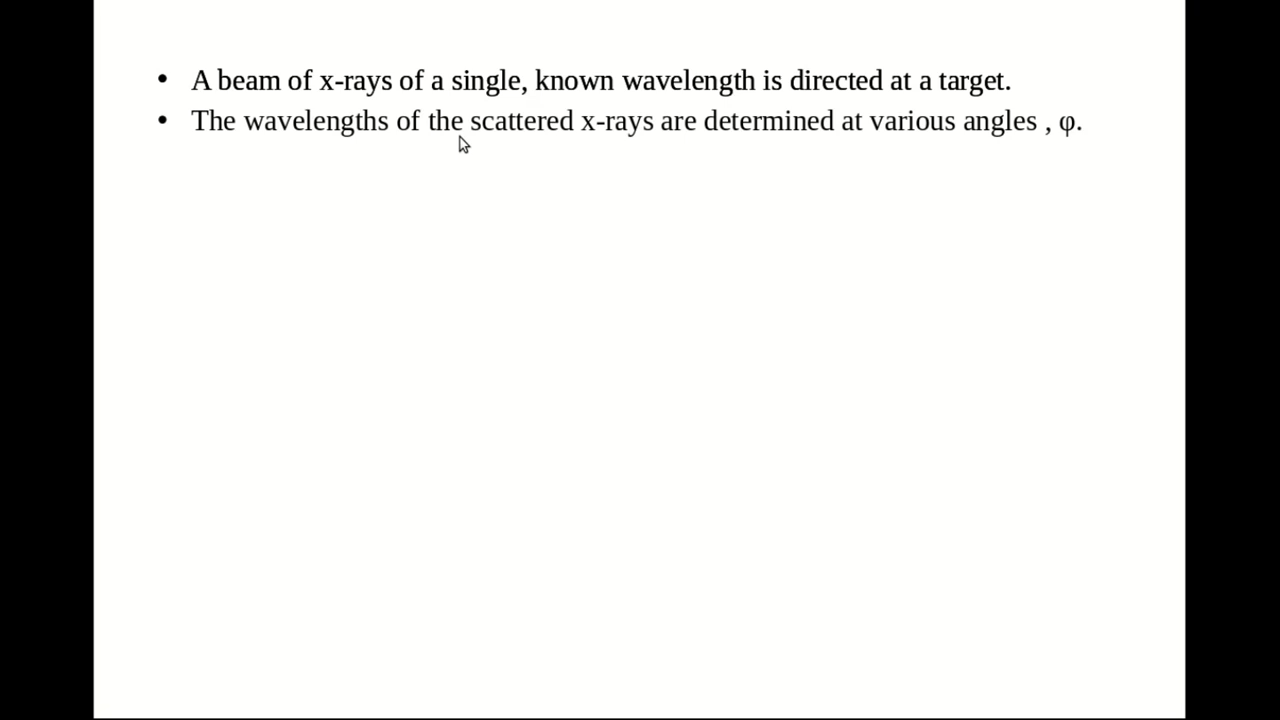 • A beam of x-rays of a single, known wavelength is directed at a target.
• The wavelengths of the scattered x-rays are determined at various angles , φ.